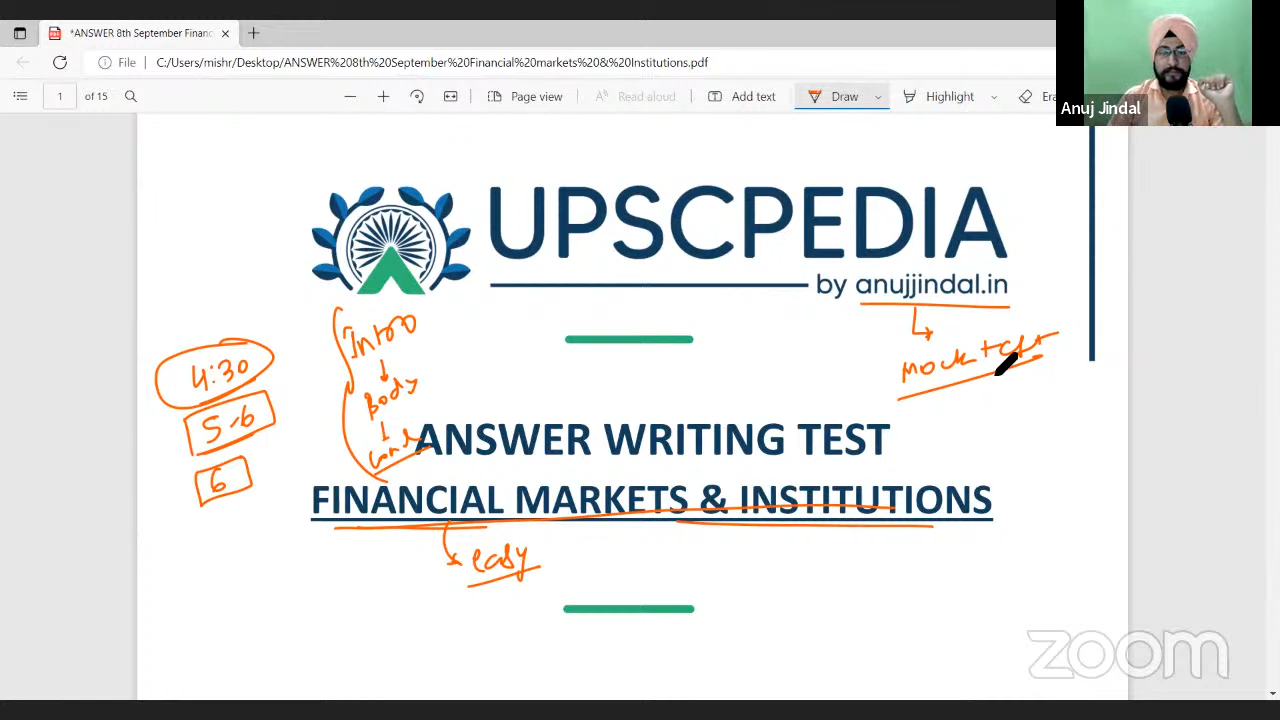 *ANSWER 8th September Financ
File
C:/Users/mishr/Desktop/ANSWER%208th%20September%20Financial%20markets%20&%20Institutions.pdf
1 of 15
Page view
Read aloud
Add text
Draw
Highlight
Era
Anuj Jindal
UPSCPEDIA
by anujjindal.in
Intro
Body
4:30
5-6
6
Mock +
ANSWER WRITING TEST
FINANCIAL MARKETS & INSTITUTIONS
easy
zoom